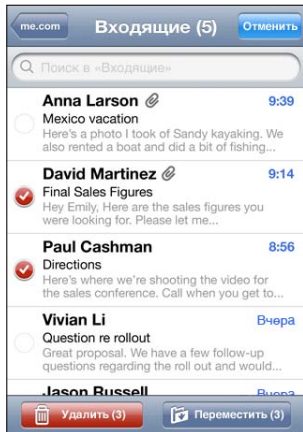 me.com Входящие (5) Отменить
Поиск в «Входящие»
Anna Larson 9:39
Mexico vacation
Here's a photo I took of Sandy kayaking. We
also rented a boat and did a bit of fishing...
David Martinez 9:14
Final Sales Figures
Hey Emily, Here are the sales figures you
were looking for. Please let me...
Paul Cashman 8:56
Directions
Here's where we're shooting the video for
the sales conference. Call when you get to...
Vivian Li Вчера
Question re rollout
Great proposal. We have a few follow-up
questions regarding the roll out and would...
Jason Russell Вчера
Удалить (3) Переместить (3)